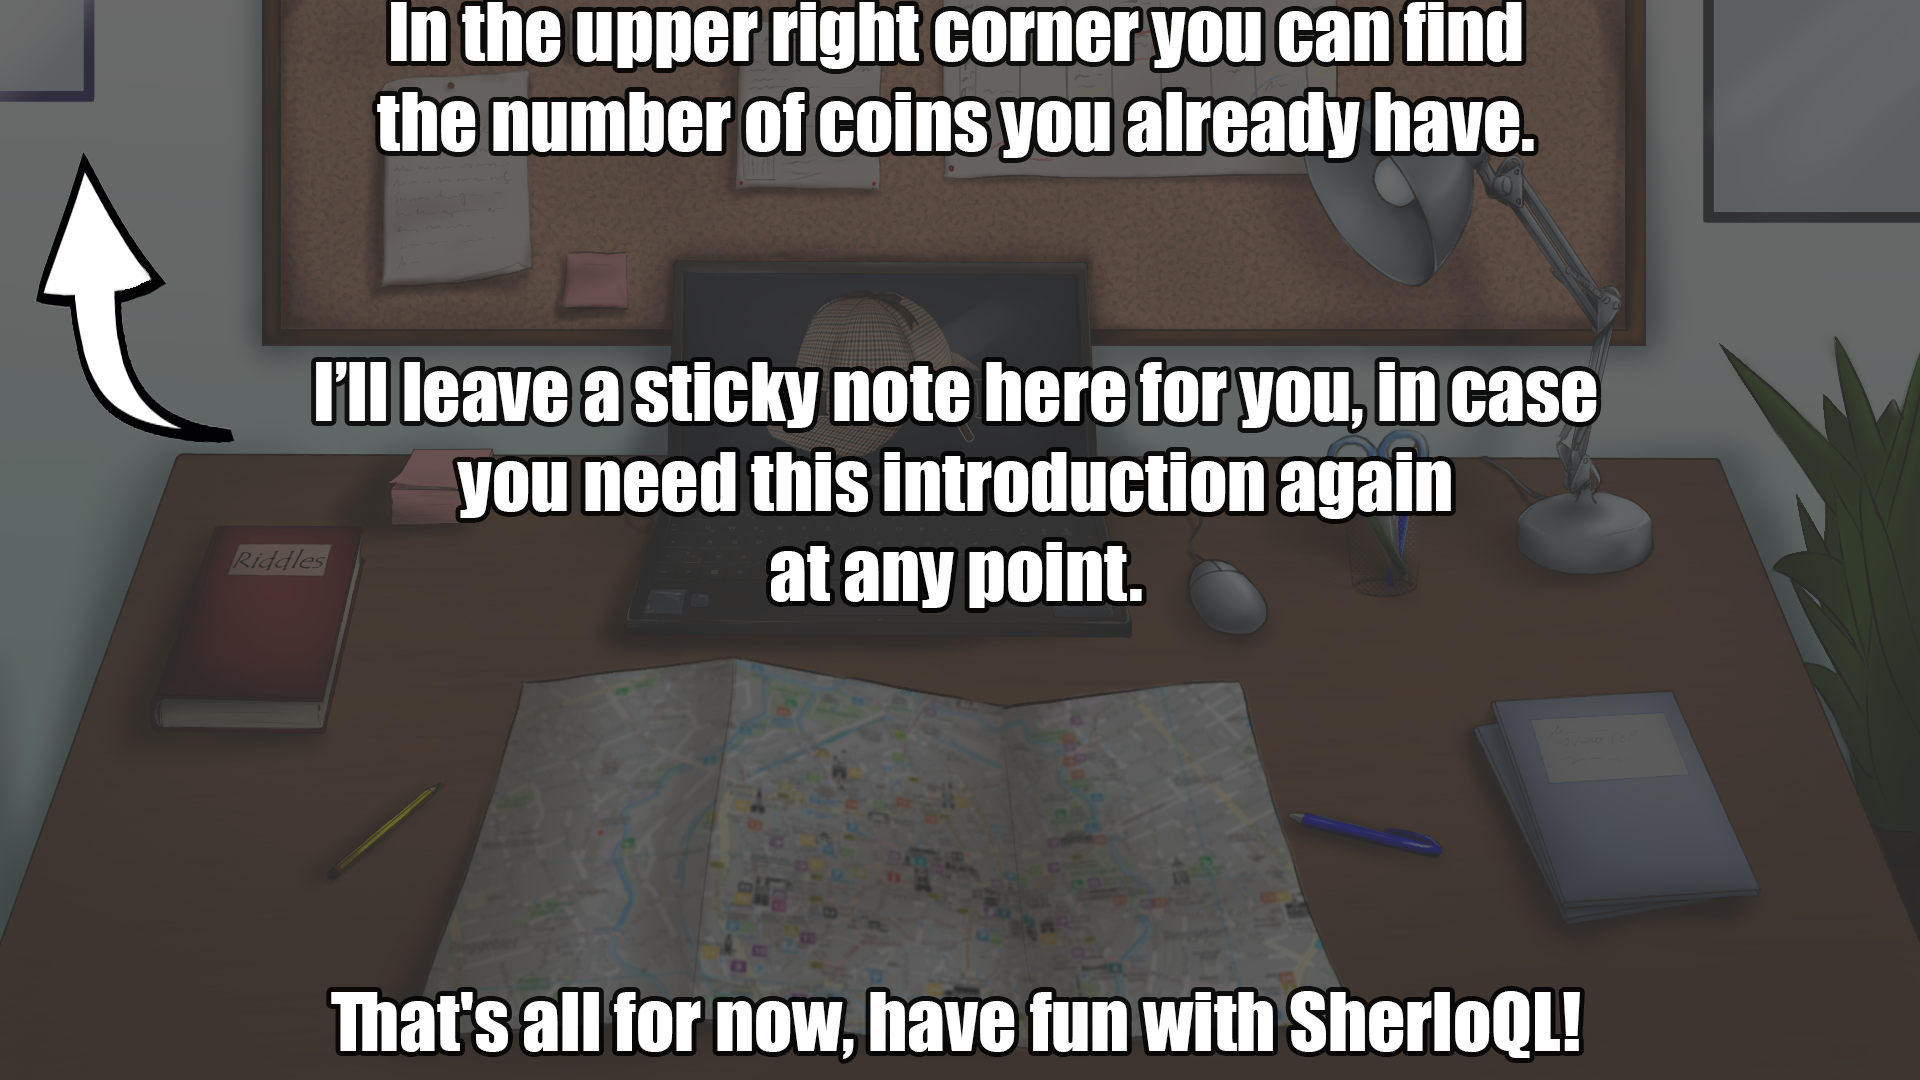 In the upper right corner you can find
the number of coins you already have.
I'll leave a sticky note here for you, in case
you need this introduction again
at any point.
Riddles
That's all for now, have fun with SherloQL!